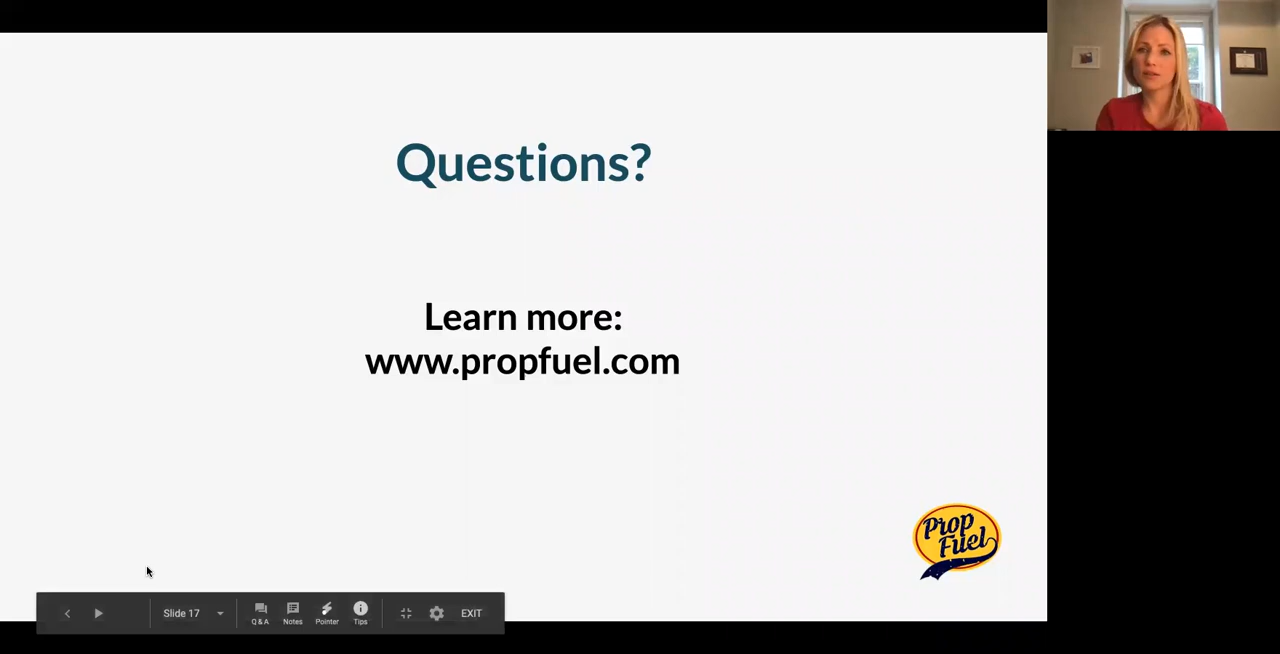 Questions?
Learn more:
www.propfuel.com
Prop
Fuel
Slide 17
Q & A
Notes
Pointer
Tips
EXIT